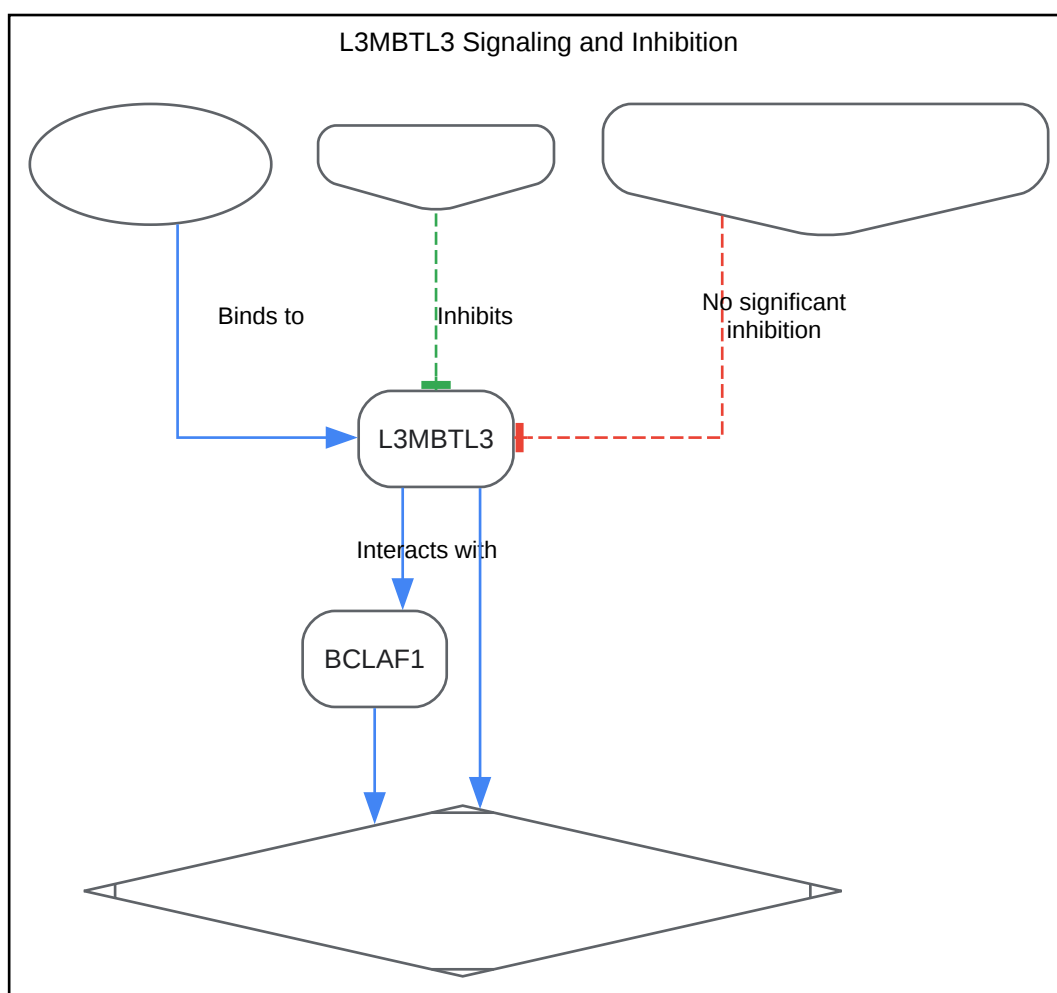 L3MBTL3 Signaling and Inhibition
Binds to
Inhibits
No significant
inhibition
L3MBTL3
Interacts with
BCLAF1